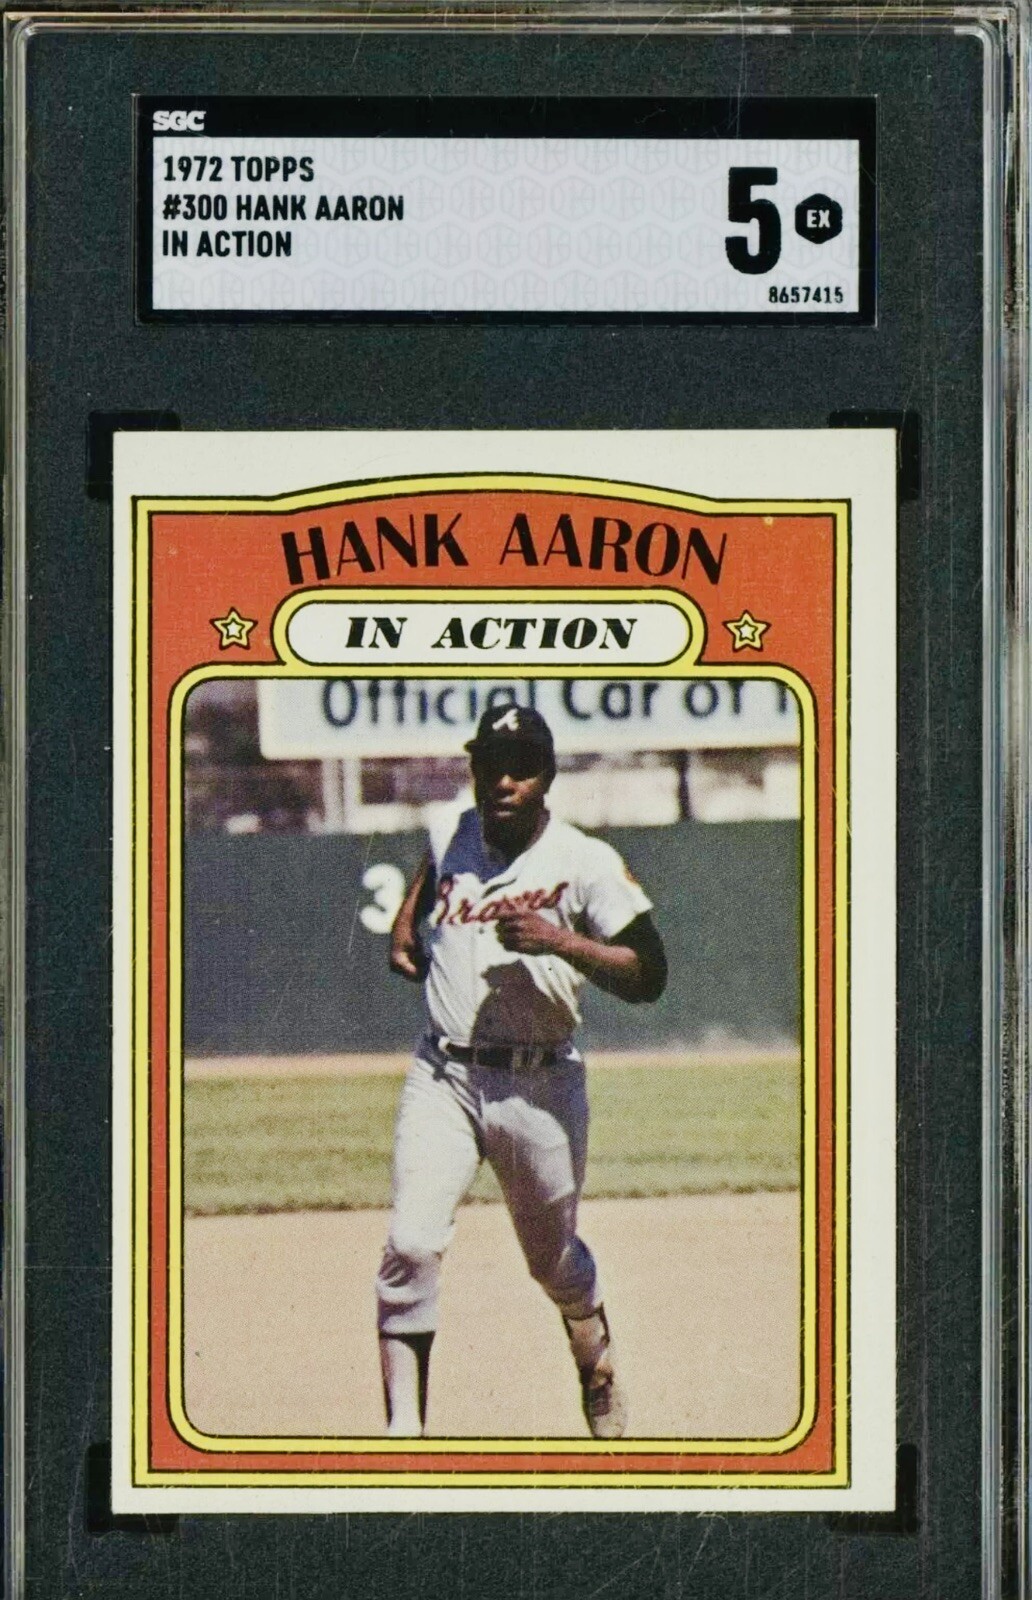 SGC
1972 TOPPS
#300 HANK AARON
IN ACTION
5 EX
8657415
HANK AARON
IN ACTION
Official Car of
A
3
Braves